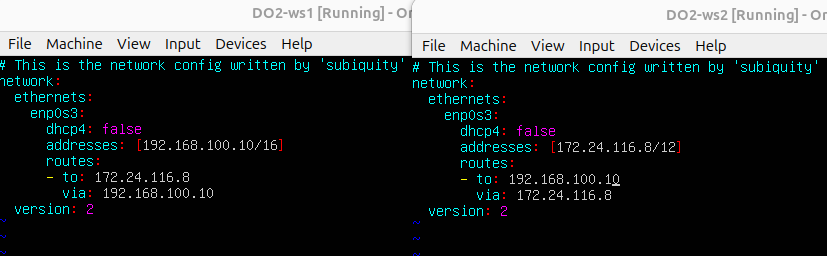 DO2-ws1 [Running] - Or
File Machine View Input Devices Help
# This is the network config written by 'subiquity'
network:
  ethernets:
    enp0s3:
      dhcp4: false
      addresses: [192.168.100.10/16]
      routes:
      - to: 172.24.116.8
        via: 192.168.100.10
  version: 2
~
~
~
DO2-ws2 [Running] - Or
File Machine View Input Devices Help
# This is the network config written by 'subiquity'
network:
  ethernets:
    enp0s3:
      dhcp4: false
      addresses: [172.24.116.8/12]
      routes:
      - to: 192.168.100.10
        via: 172.24.116.8
  version: 2
~
~
~